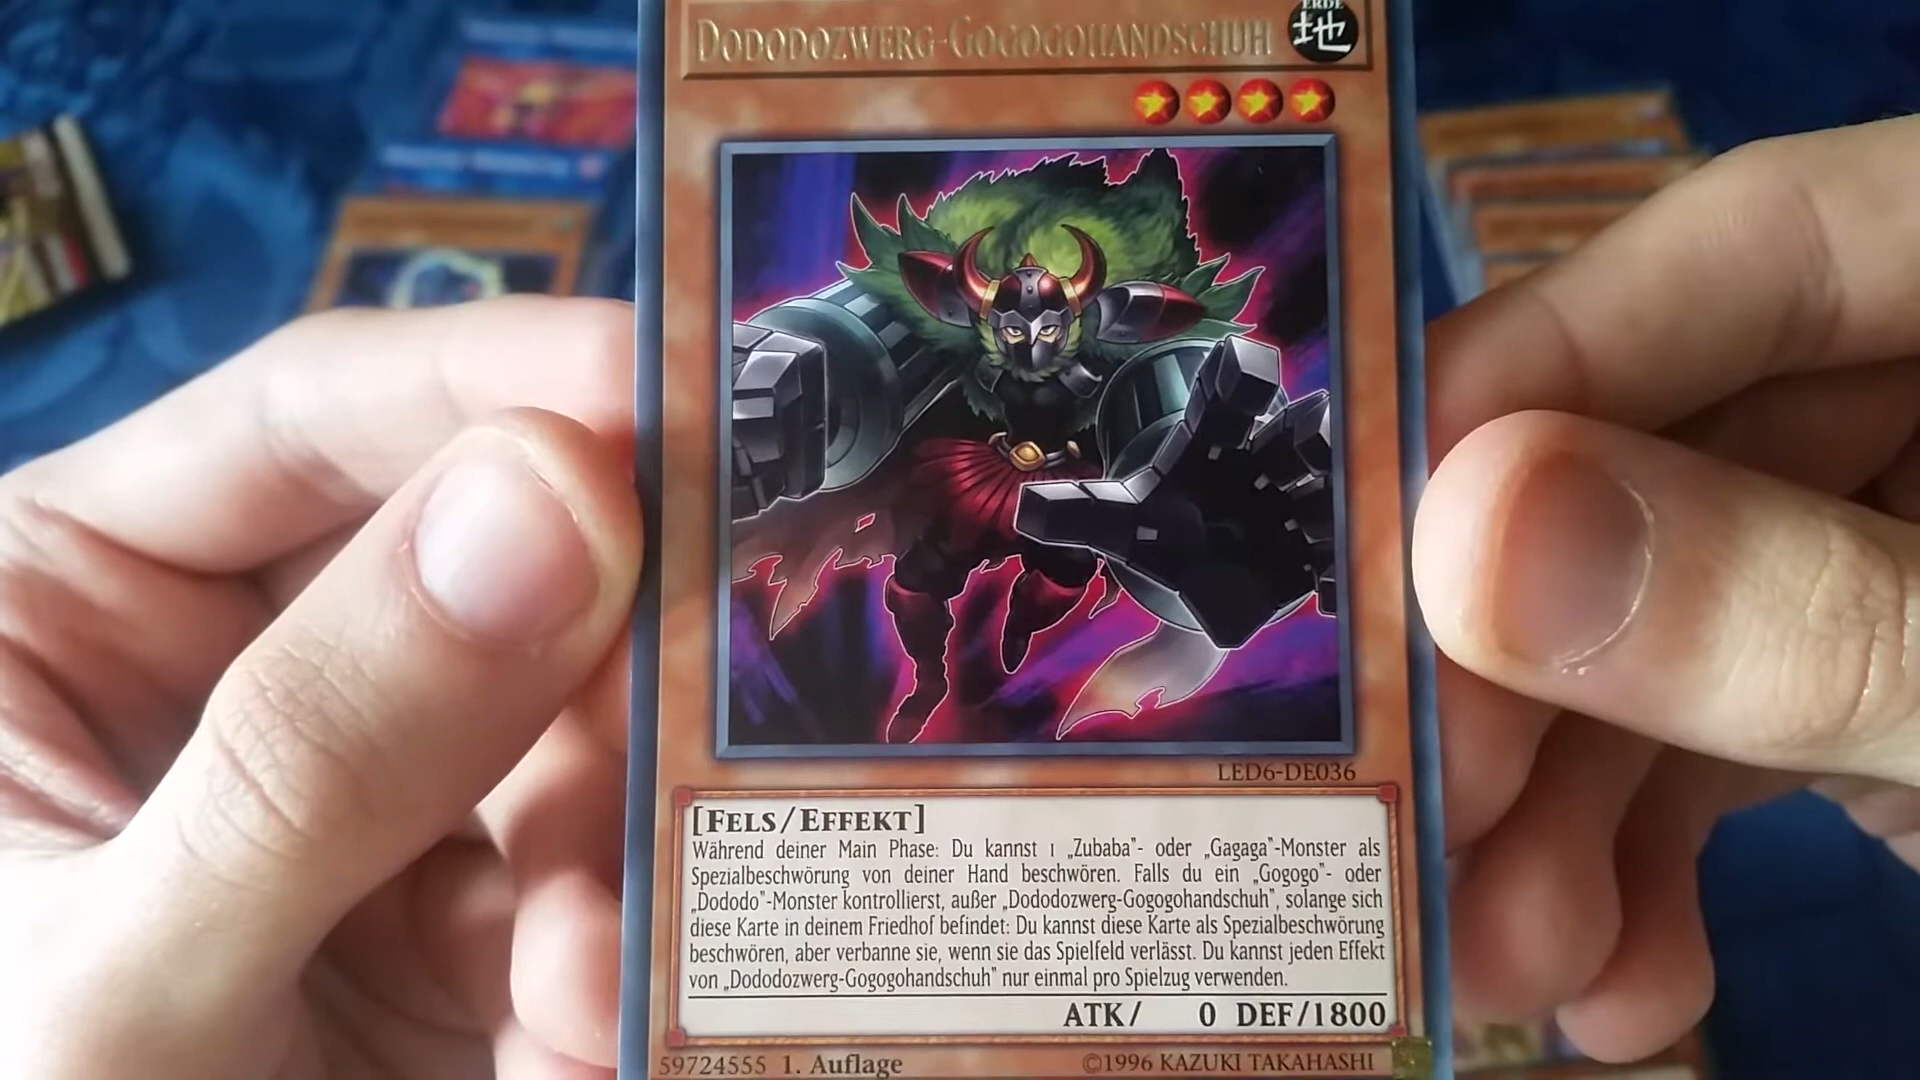 DODODOZWERG-GOGOGOHANDSCHUH
ERDE
地
LED6-DE036
[FELS/EFFEKT]
Während deiner Main Phase: Du kannst 1 „Zubaba"- oder „Gagaga"-Monster als
Spezialbeschwörung von deiner Hand beschwören. Falls du ein „Gogogo"- oder
„Dododo"-Monster kontrollierst, außer „Dododozwerg-Gogogohandschuh", solange sich
diese Karte in deinem Friedhof befindet: Du kannst diese Karte als Spezialbeschwörung
beschwören, aber verbanne sie, wenn sie das Spielfeld verlässt. Du kannst jeden Effekt
von „Dododozwerg-Gogogohandschuh" nur einmal pro Spielzug verwenden.
ATK/ 0 DEF/1800
59724555 1. Auflage ©1996 KAZUKI TAKAHASHI